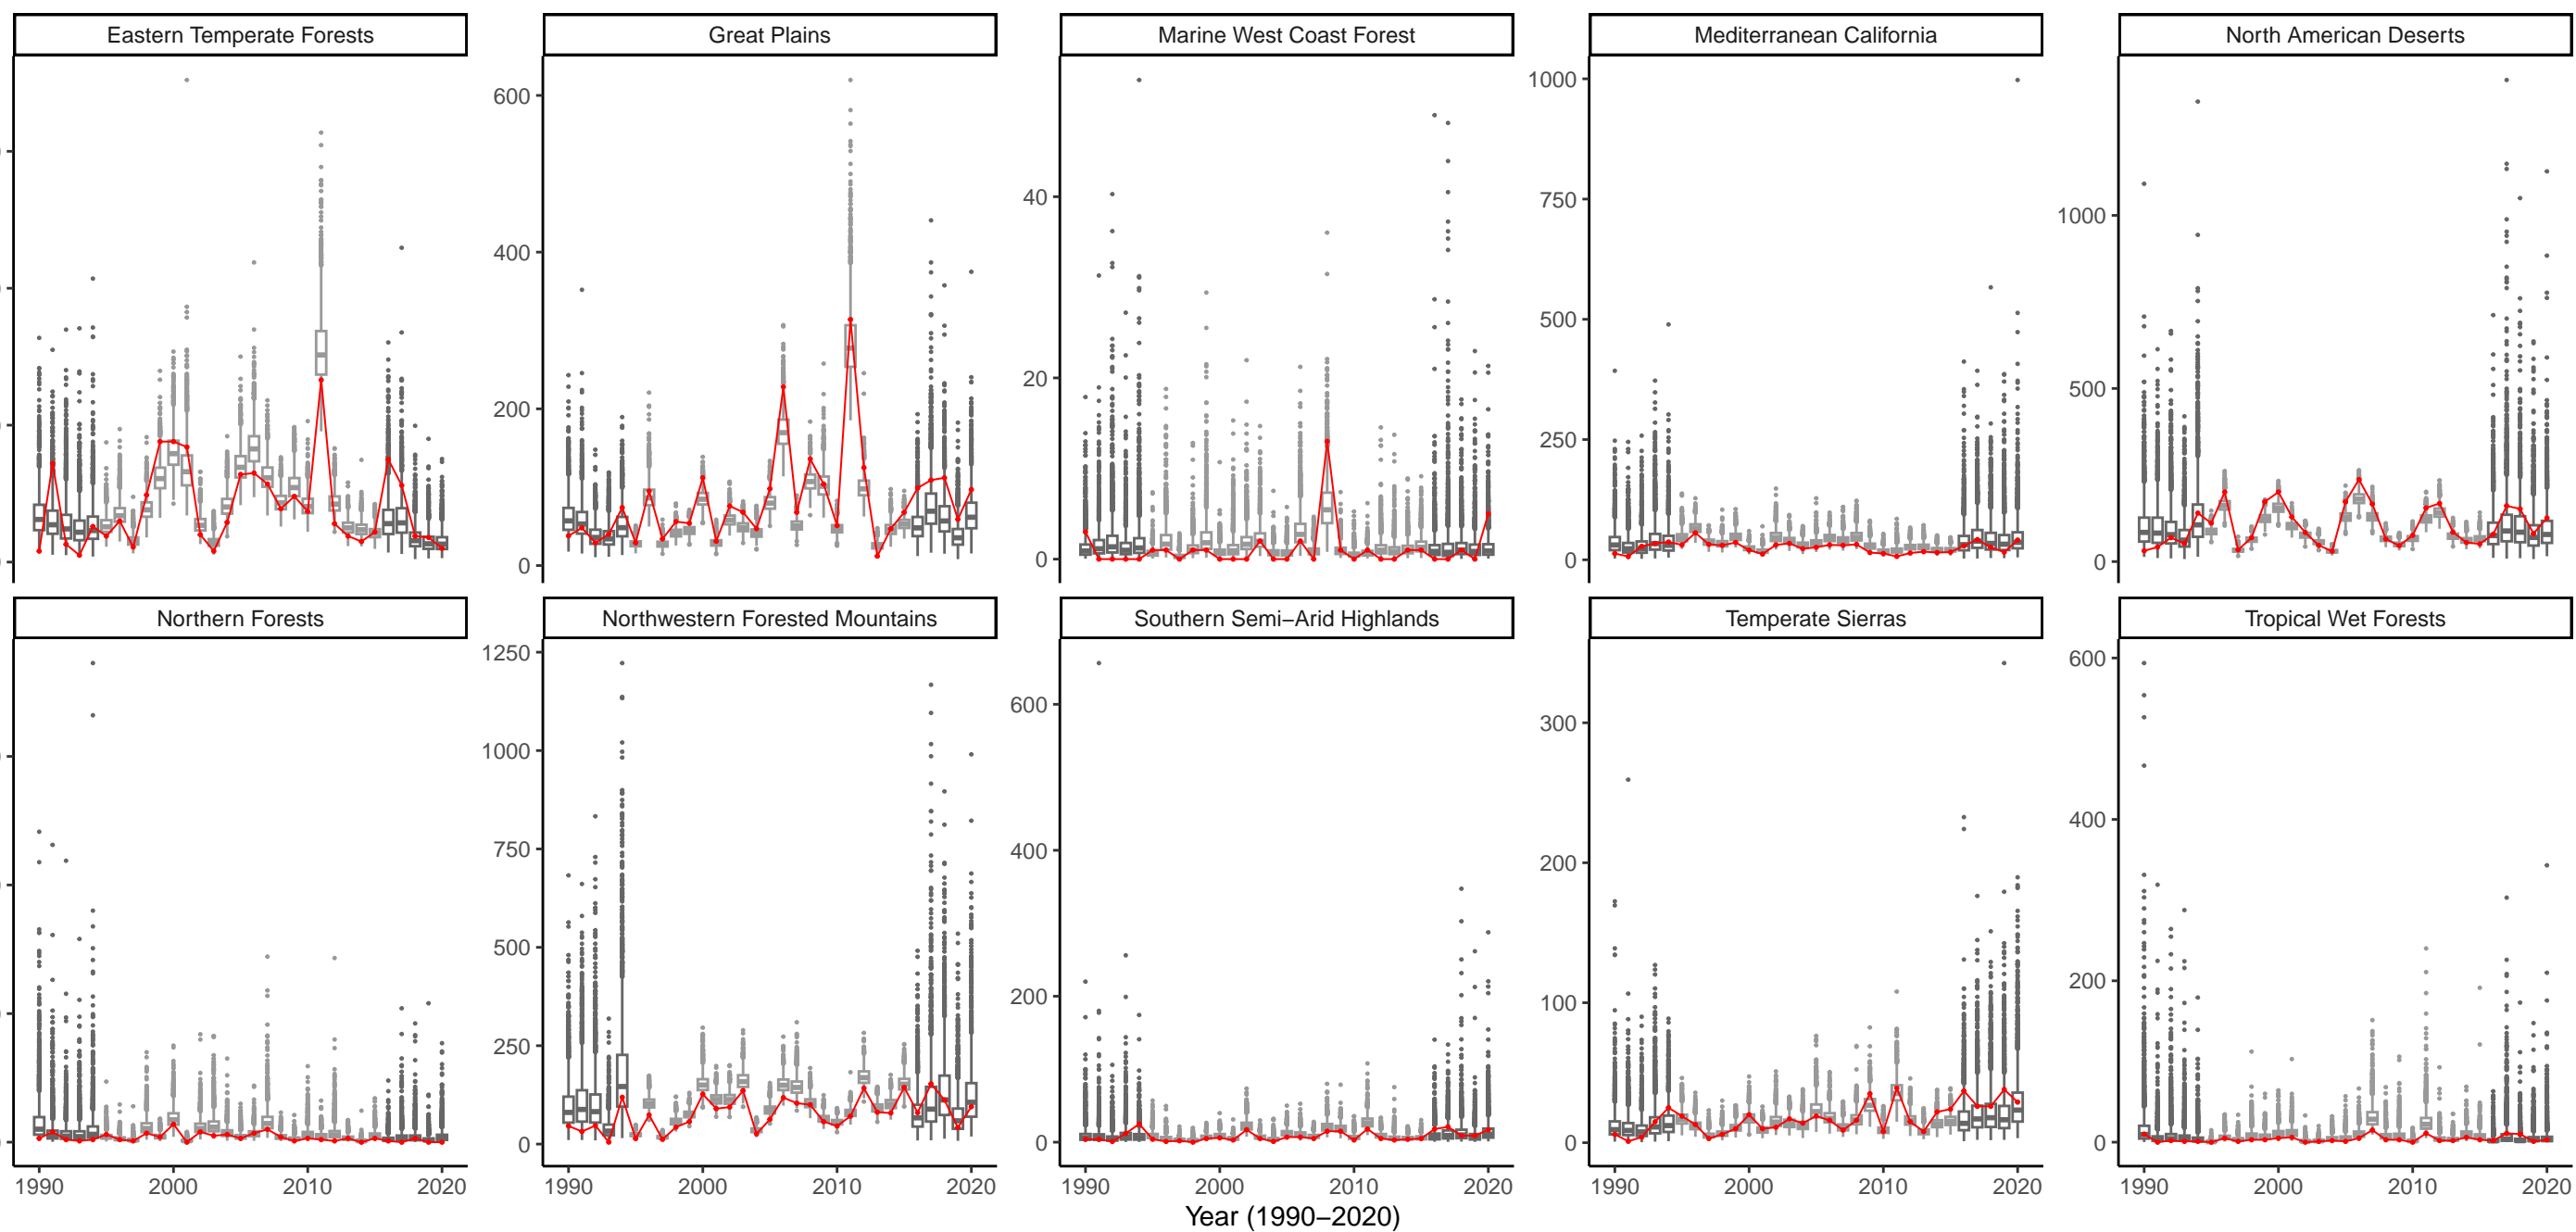 Eastern Temperate Forests
Great Plains
Marine West Coast Forest
Mediterranean California
North American Deserts
600
400
200
0
40
20
0
1000
750
500
250
0
1000
500
0
Northern Forests
Northwestern Forested Mountains
Southern Semi−Arid Highlands
Temperate Sierras
Tropical Wet Forests
1250
1000
750
500
250
0
600
400
200
0
300
200
100
0
600
400
200
0
1990 2000 2010 2020
1990 2000 2010 2020
1990 2000 2010 2020
1990 2000 2010 2020
1990 2000 2010 2020
Year (1990−2020)